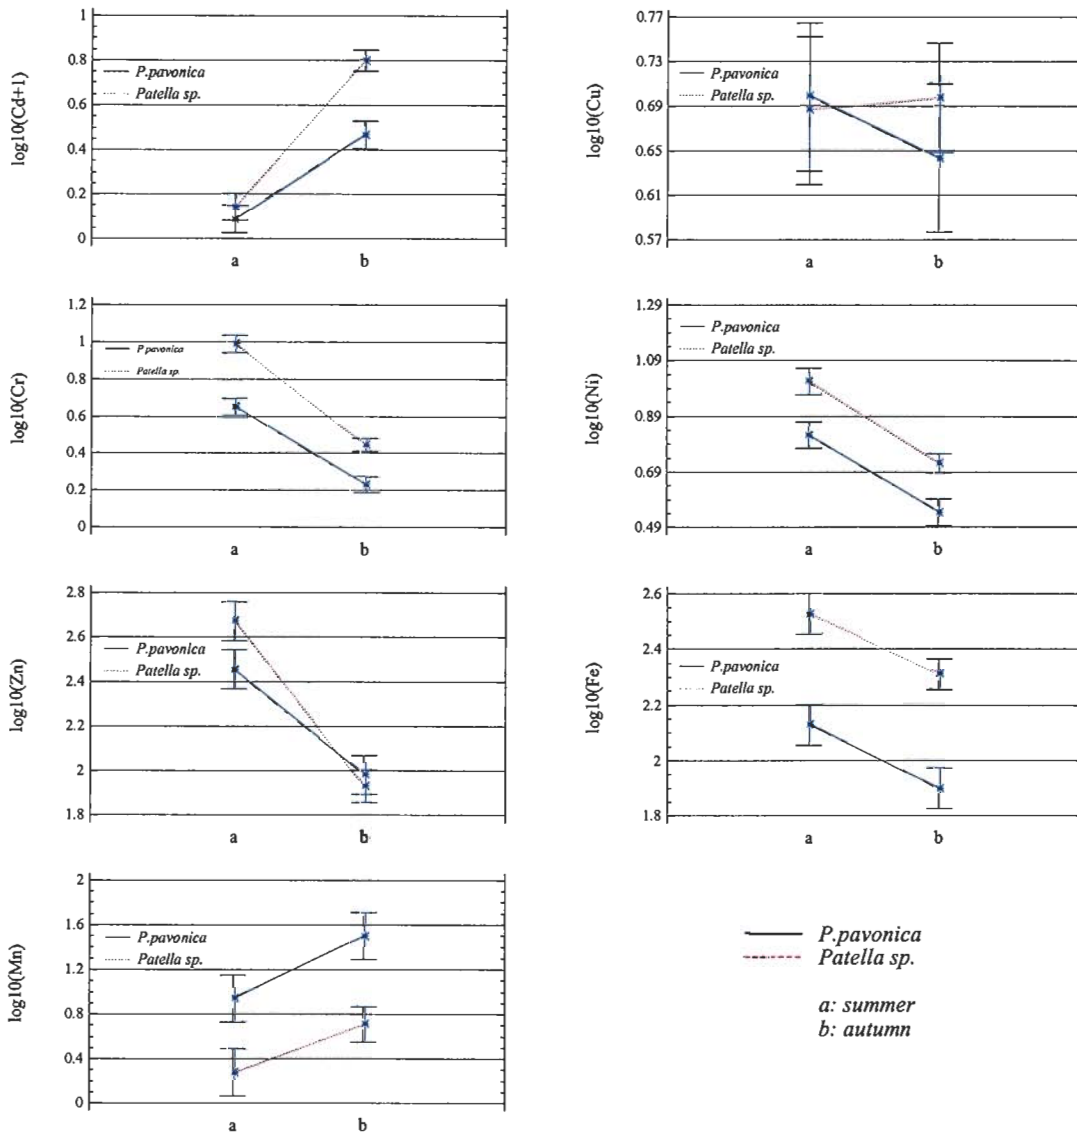 log10(Cd+1)
1
0.8
0.6
0.4
0.2
0
P.pavonica
Patella sp.
a
b
log10(Cu)
0.77
0.73
0.69
0.65
0.61
0.57
P.pavonica
Patella sp.
a
b
log10(Cr)
1.2
1
0.8
0.6
0.4
0.2
0
P.pavonica
Patella sp.
a
b
log10(Ni)
1.29
1.09
0.89
0.69
0.49
P.pavonica
Patella sp.
a
b
log10(Zn)
2.8
2.6
2.4
2.2
2
1.8
P.pavonica
Patella sp.
a
b
log10(Fe)
2.6
2.4
2.2
2
1.8
P.pavonica
Patella sp.
a
b
log10(Mn)
2
1.6
1.2
0.8
0.4
0
P.pavonica
Patella sp.
a
b
P.pavonica
Patella sp.
a: summer
b: autumn